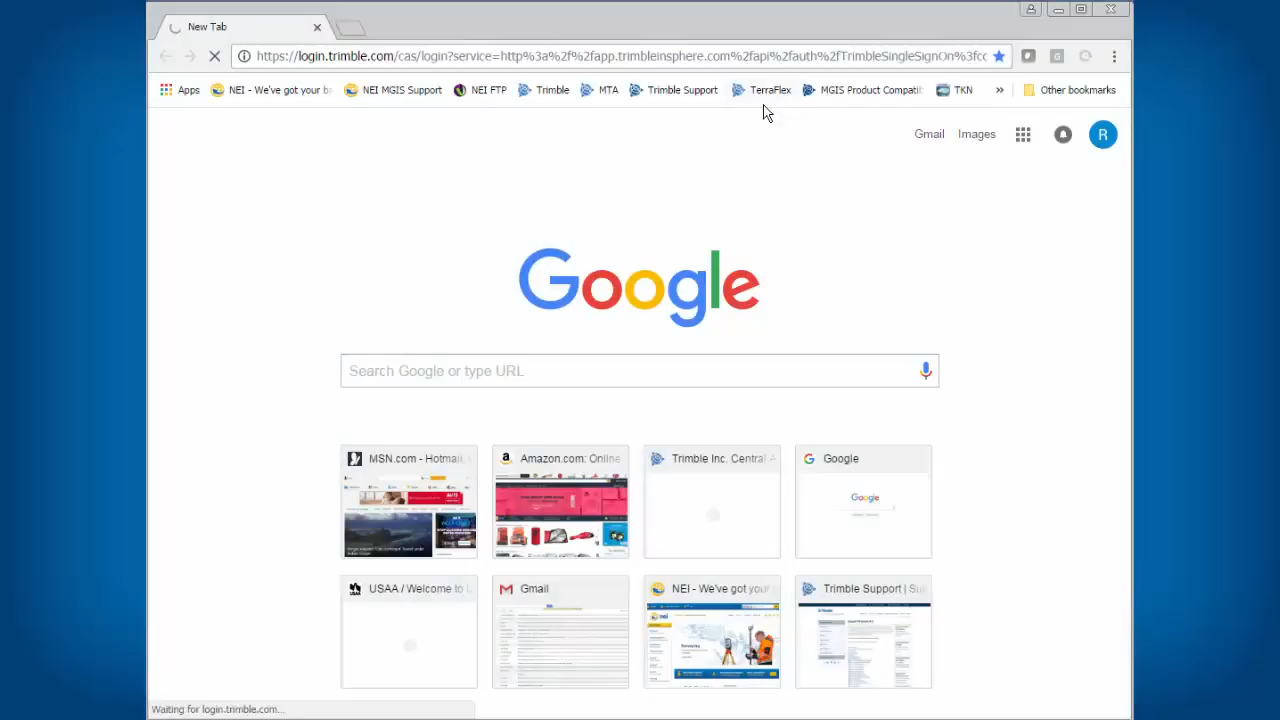 New Tab
https://login.trimble.com/cas/login?service=http%3a%2f%2fapp.trimbleinsphere.com%2fapi%2fauth%2fTrimbleSingleSignOn%3fcc
Apps NEI - We've got your b NEI MGIS Support NEI FTP Trimble MTA Trimble Support TerraFlex MGIS Product Compatib TKN » Other bookmarks
Gmail Images R
Google
Search Google or type URL
MSN.com - Hotmail, Amazon.com: Online Trimble Inc. Central A Google
Google
USAA / Welcome to U Gmail NEI - We've got your Trimble Support | Su
nei
Waiting for login.trimble.com...